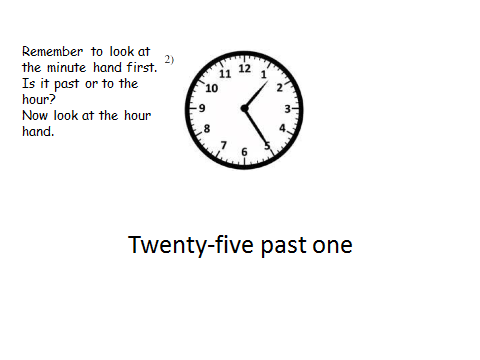 Remember to look at
the minute hand first.
Is it past or to the
hour?
Now look at the hour
hand.
2)
12
1
2
3
4
5
6
7
8
9
10
11
Twenty-five past one